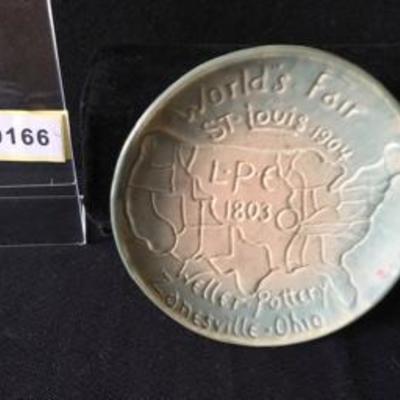 0166
World's Fair
St. Louis 1904
L-P-E
1803
Weller Pottery
Zanesville · Ohio